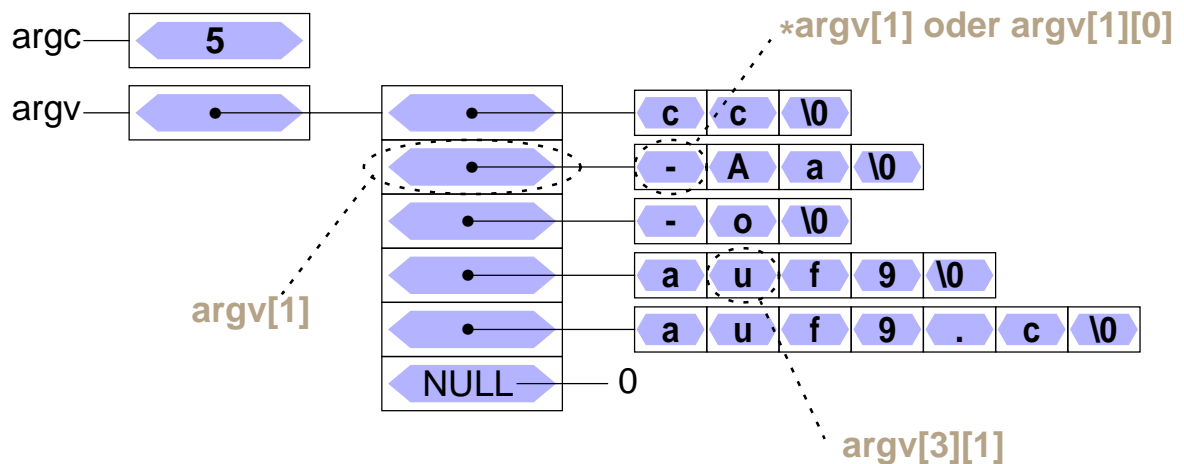 *argv[1] oder argv[1][0]
argc 5
argv
c c \0
- A a \0
- o \0
a u f 9 \0
argv[1]
a u f 9 . c \0
NULL 0
argv[3][1]